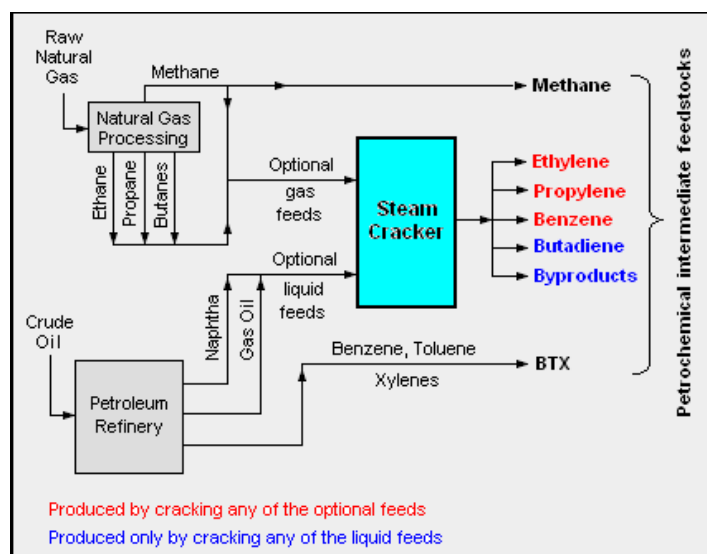 Raw
Natural
Gas
Methane
Methane
Natural Gas
Processing
Ethane
Propane
Butanes
Optional
gas
feeds
Steam
Cracker
Ethylene
Propylene
Benzene
Butadiene
Byproducts
Optional
liquid
feeds
Naphtha
Gas Oil
Crude
Oil
Petroleum
Refinery
Benzene, Toluene
Xylenes
BTX
Petrochemical intermediate feedstocks
Produced by cracking any of the optional feeds
Produced only by cracking any of the liquid feeds